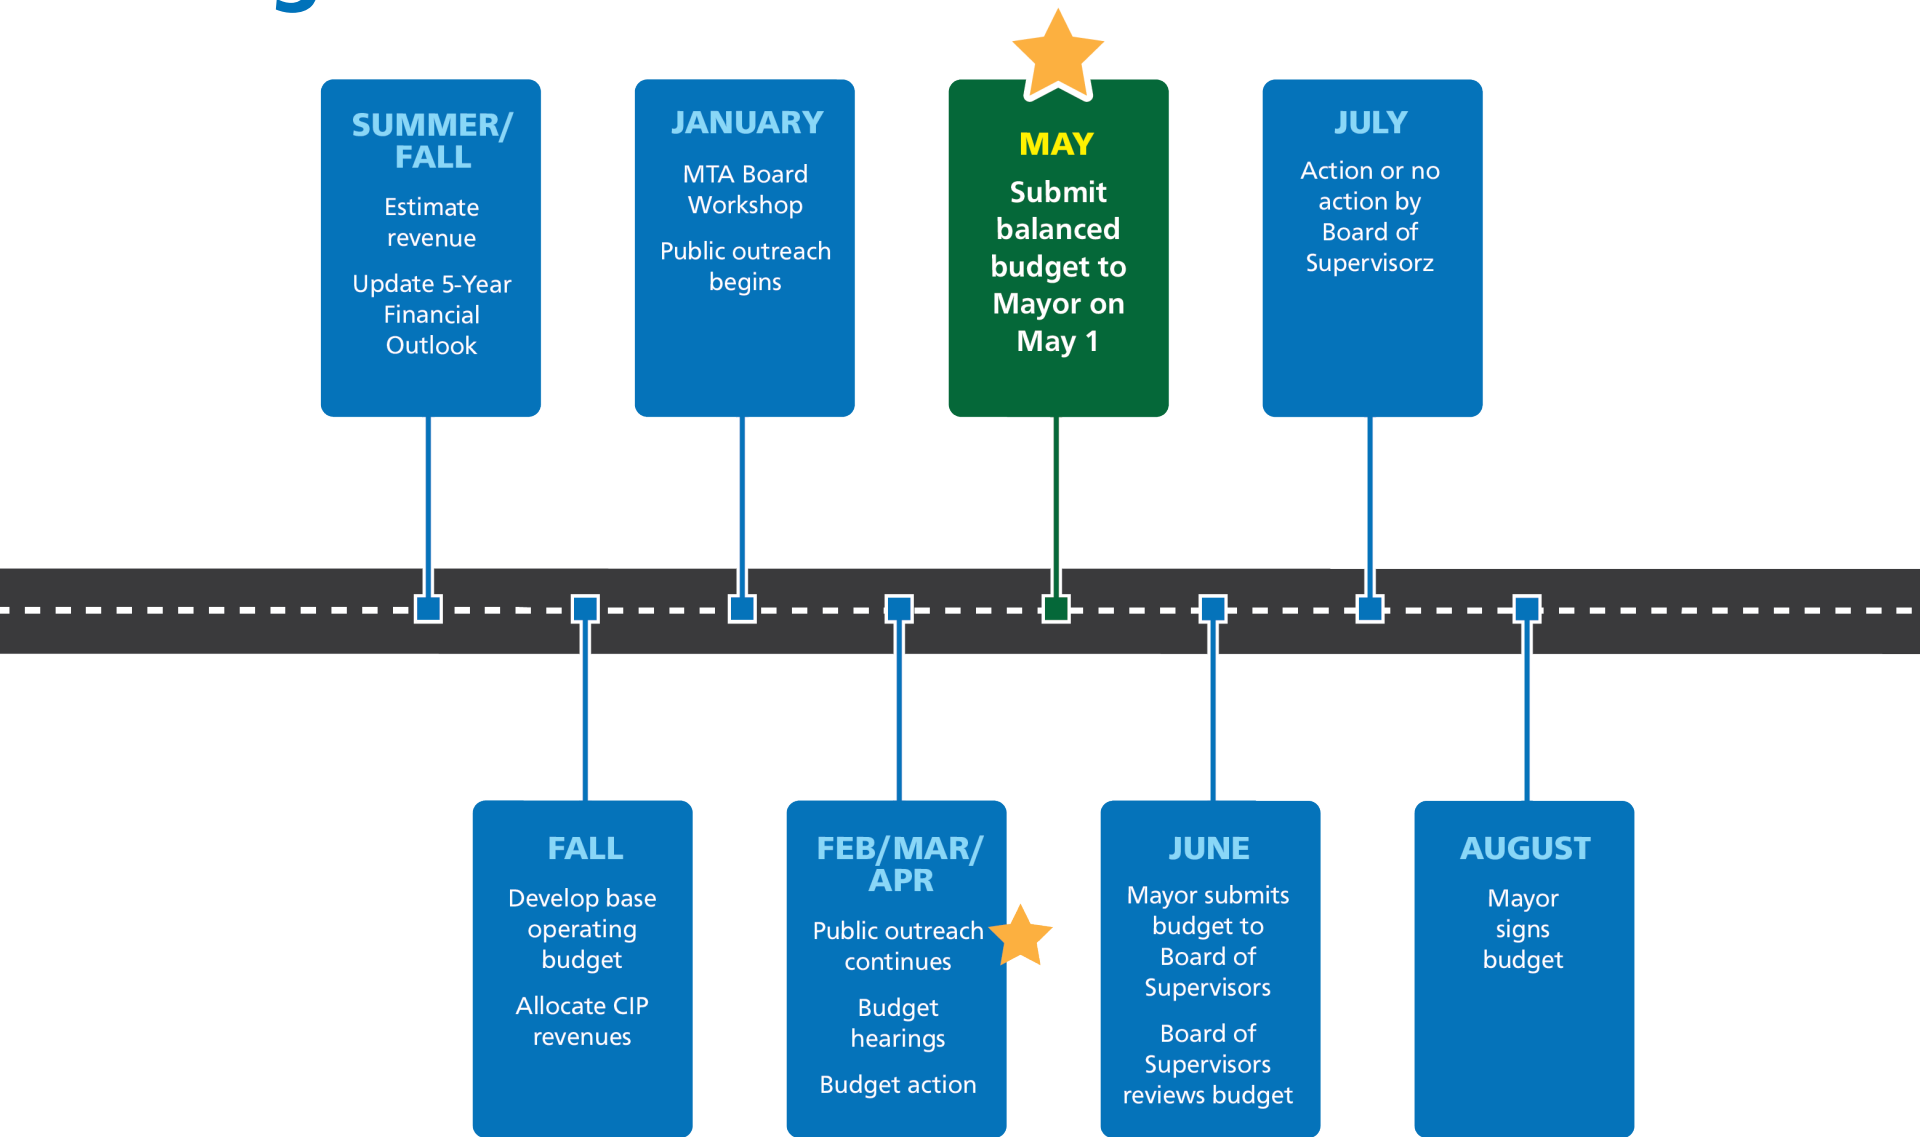 SUMMER/
FALL
Estimate
revenue
Update 5-Year
Financial
Outlook
JANUARY
MTA Board
Workshop
Public outreach
begins
MAY
Submit
balanced
budget to
Mayor on
May 1
JULY
Action or no
action by
Board of
Supervisorz
FALL
Develop base
operating
budget
Allocate CIP
revenues
FEB/MAR/
APR
Public outreach
continues
Budget
hearings
Budget action
JUNE
Mayor submits
budget to
Board of
Supervisors
Board of
Supervisors
reviews budget
AUGUST
Mayor
signs
budget